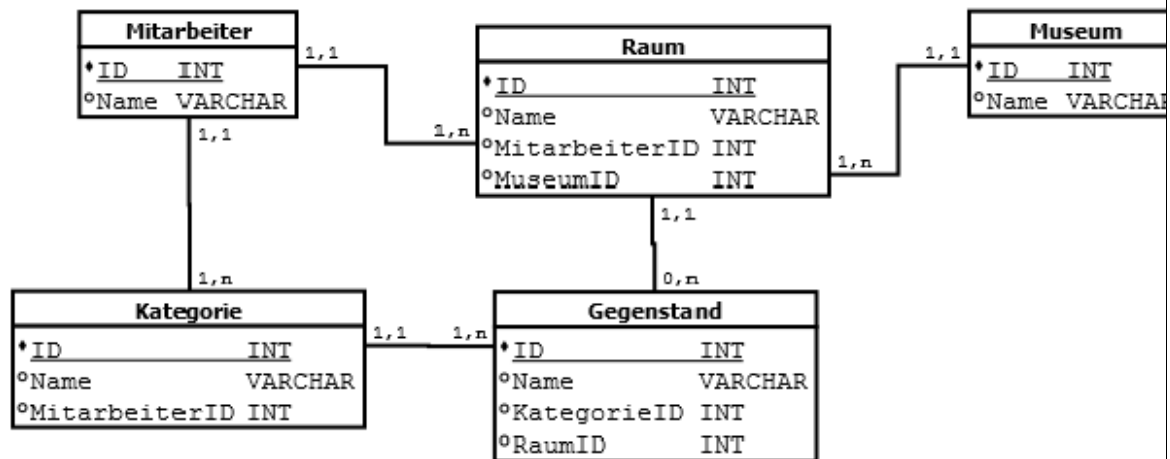 Mitarbeiter
ID INT
Name VARCHAR
1,1
1,1
Raum
ID INT
Name VARCHAR
MitarbeiterID INT
MuseumID INT
1,n
1,n
1,1
Museum
ID INT
Name VARCHAR
1,1
Kategorie
ID INT
Name VARCHAR
MitarbeiterID INT
1,n
1,1
Gegenstand
ID INT
Name VARCHAR
KategorieID INT
RaumID INT
0,n
1,n